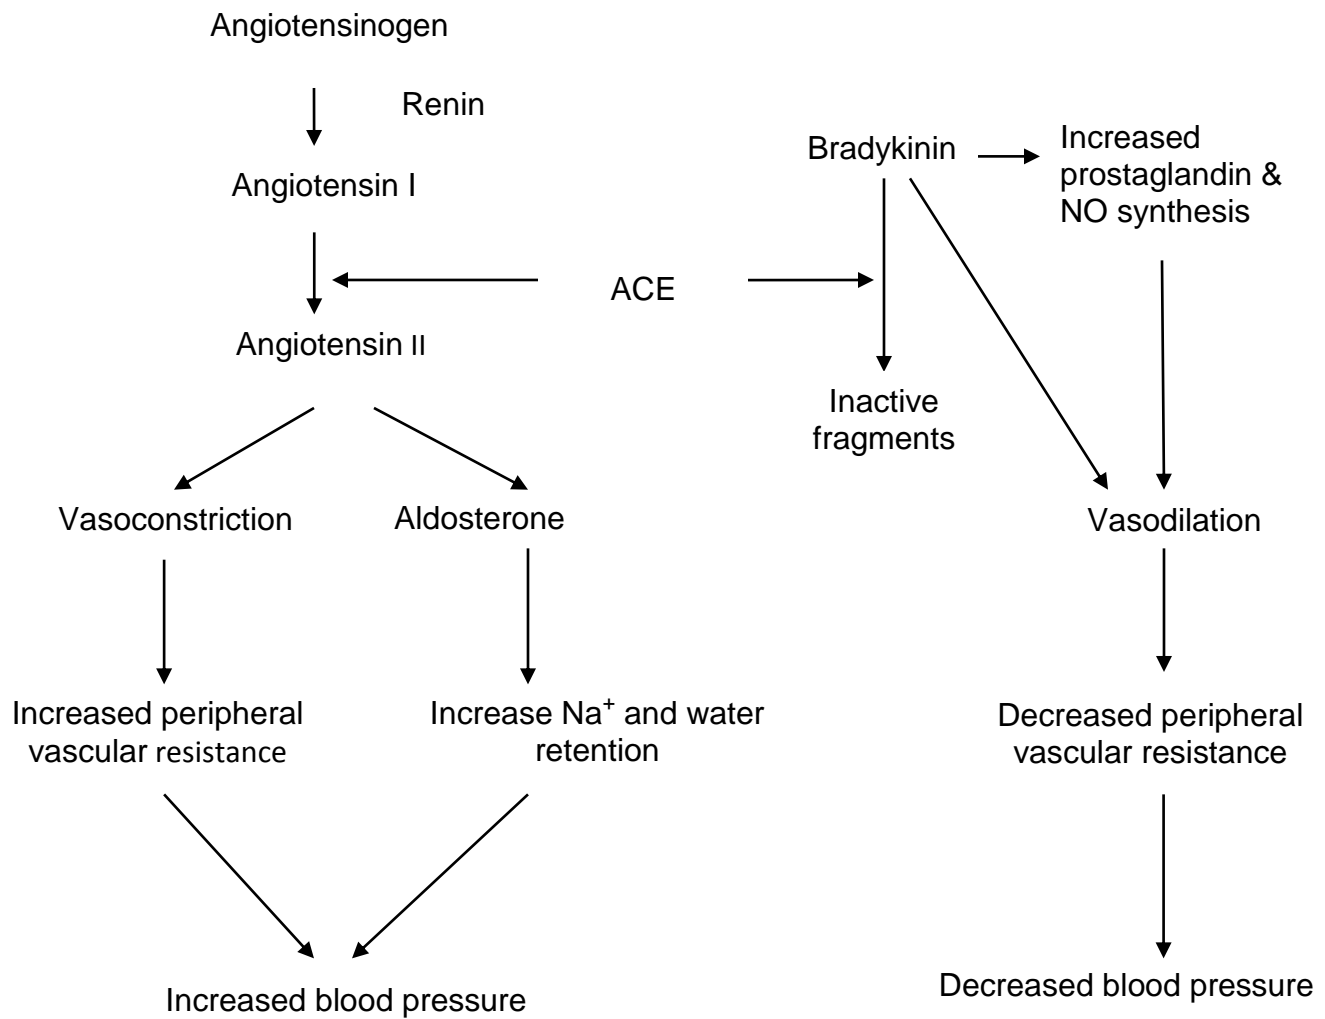 Angiotensinogen
Renin
Angiotensin I
Bradykinin
Increased
prostaglandin &
NO synthesis
ACE
Angiotensin II
Inactive
fragments
Vasoconstriction
Aldosterone
Vasodilation
Increased peripheral
vascular resistance
Increase Na⁺ and water
retention
Decreased peripheral
vascular resistance
Increased blood pressure
Decreased blood pressure